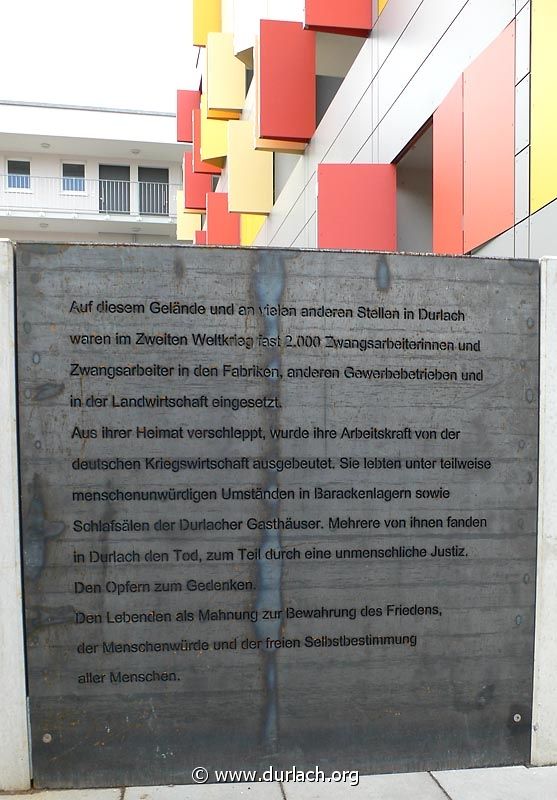 Auf diesem Gelände und an vielen anderen Stellen in Durlach
waren im Zweiten Weltkrieg fast 2.000 Zwangsarbeiterinnen und
Zwangsarbeiter in den Fabriken, anderen Gewerbebetrieben und
in der Landwirtschaft eingesetzt.
Aus ihrer Heimat verschleppt, wurde ihre Arbeitskraft von der
deutschen Kriegswirtschaft ausgebeutet. Sie lebten unter teilweise
menschenunwürdigen Umständen in Barackenlagern sowie
Schlafsälen der Durlacher Gasthäuser. Mehrere von ihnen fanden
in Durlach den Tod, zum Teil durch eine unmenschliche Justiz.
Den Opfern zum Gedenken.
Den Lebenden als Mahnung zur Bewahrung des Friedens,
der Menschenwürde und der freien Selbstbestimmung
aller Menschen.
© www.durlach.org